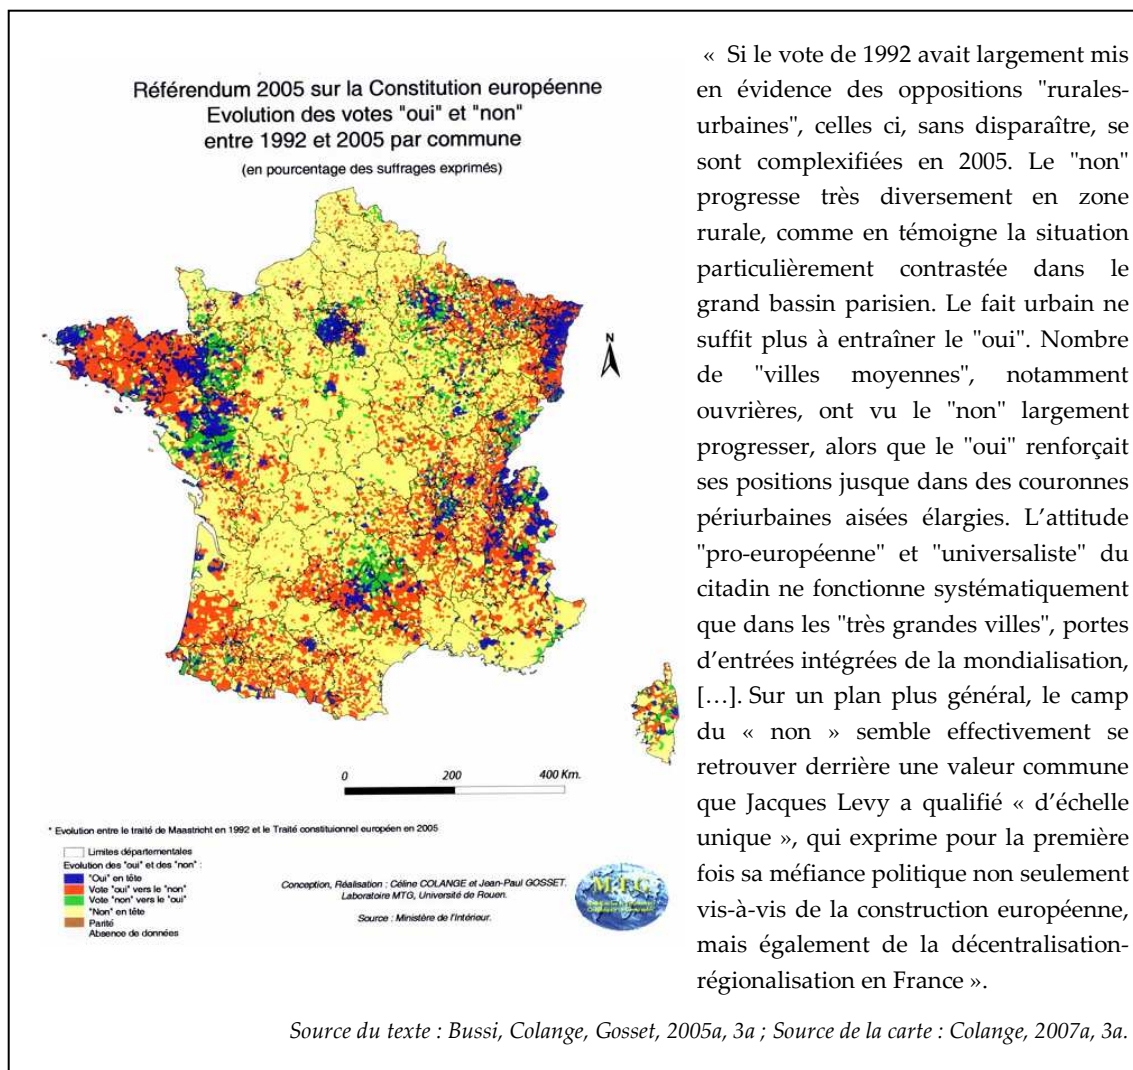 Référendum 2005 sur la Constitution européenne
Evolution des votes "oui" et "non"
entre 1992 et 2005 par commune
(en pourcentage des suffrages exprimés)
N
0 200 400 Km.
* Evolution entre le traité de Maastricht en 1992 et le Traité constituionnel européen en 2005
Limites départementales
Evolution des "oui" et des "non" :
"Oui" en tête
Vote "oui" vers le "non"
Vote "non" vers le "oui"
"Non" en tête
Parité
Absence de données
Conception, Réalisation : Céline COLANGE et Jean-Paul GOSSET.
Laboratoire MTG, Université de Rouen.
Source : Ministère de l'Intérieur.
M.T.G
« Si le vote de 1992 avait largement mis
en évidence des oppositions "rurales-
urbaines", celles ci, sans disparaître, se
sont complexifiées en 2005. Le "non"
progresse très diversement en zone
rurale, comme en témoigne la situation
particulièrement contrastée dans le
grand bassin parisien. Le fait urbain ne
suffit plus à entraîner le "oui". Nombre
de "villes moyennes", notamment
ouvrières, ont vu le "non" largement
progresser, alors que le "oui" renforçait
ses positions jusque dans des couronnes
périurbaines aisées élargies. L'attitude
"pro-européenne" et "universaliste" du
citadin ne fonctionne systématiquement
que dans les "très grandes villes", portes
d'entrées intégrées de la mondialisation,
[…]. Sur un plan plus général, le camp
du « non » semble effectivement se
retrouver derrière une valeur commune
que Jacques Levy a qualifié « d'échelle
unique », qui exprime pour la première
fois sa méfiance politique non seulement
vis-à-vis de la construction européenne,
mais également de la décentralisation-
régionalisation en France ».
Source du texte : Bussi, Colange, Gosset, 2005a, 3a ; Source de la carte : Colange, 2007a, 3a.